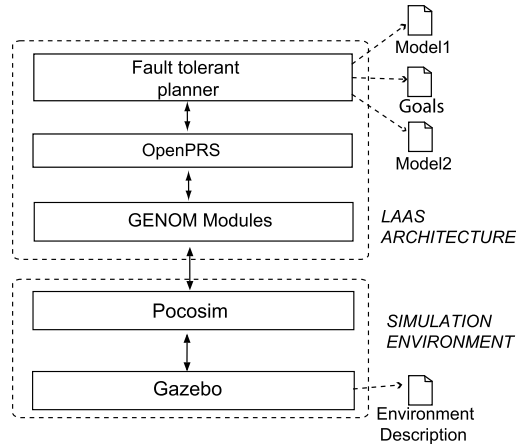 Model1
Fault tolerant
planner
Goals
OpenPRS
Model2
GENOM Modules
LAAS
ARCHITECTURE
Pocosim
SIMULATION
ENVIRONMENT
Gazebo
Environment
Description